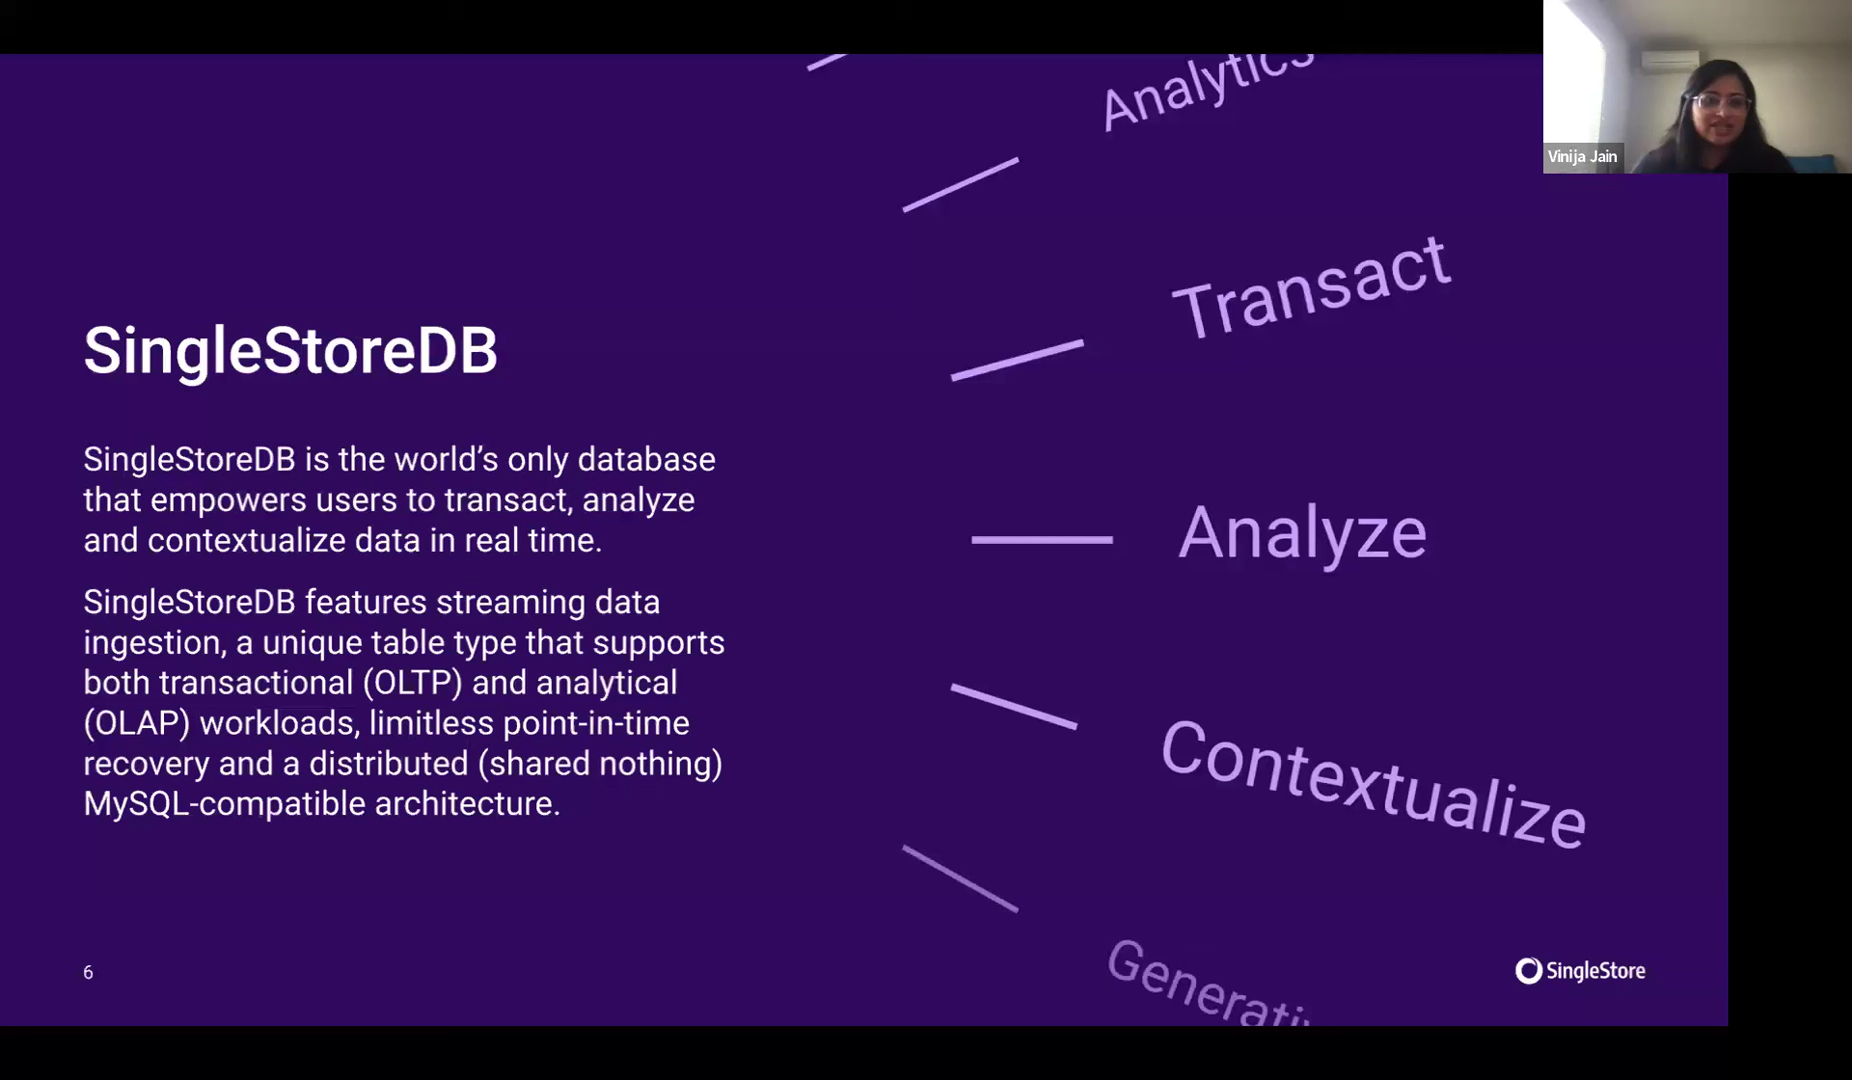 Analytics
Vinija Jain
Transact
SingleStoreDB
SingleStoreDB is the world’s only database
that empowers users to transact, analyze
and contextualize data in real time.
Analyze
SingleStoreDB features streaming data
ingestion, a unique table type that supports
both transactional (OLTP) and analytical
(OLAP) workloads, limitless point-in-time
recovery and a distributed (shared nothing)
MySQL-compatible architecture.
Contextualize
Generati
6
SingleStore